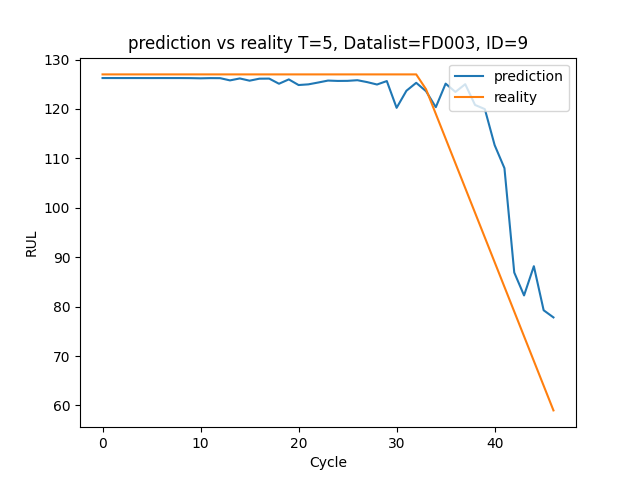 prediction vs reality T=5, Datalist=FD003, ID=9
prediction
reality
130
120
110
100
90
80
70
60
RUL
0 10 20 30 40
Cycle